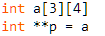 int a[3][4]
int **p = a